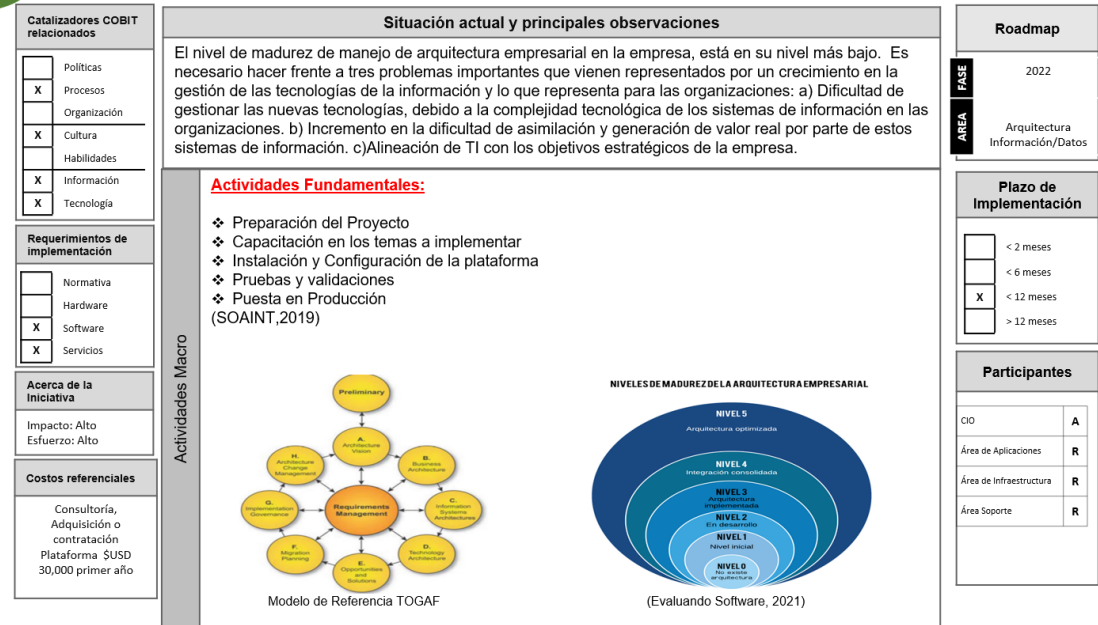 Catalizadores COBIT
relacionados
Políticas
X Procesos
Organización
X Cultura
Habilidades
X Información
X Tecnología
Requerimientos de
implementación
Normativa
Hardware
X Software
X Servicios
Acerca de la
Iniciativa
Impacto: Alto
Esfuerzo: Alto
Costos referenciales
Consultoría,
Adquisición o
contratación
Plataforma $USD
30,000 primer año
Situación actual y principales observaciones
El nivel de madurez de manejo de arquitectura empresarial en la empresa, está en su nivel más bajo. Es
necesario hacer frente a tres problemas importantes que vienen representados por un crecimiento en la
gestión de las tecnologías de la información y lo que representa para las organizaciones: a) Dificultad de
gestionar las nuevas tecnologías, debido a la complejidad tecnológica de los sistemas de información en las
organizaciones. b) Incremento en la dificultad de asimilación y generación de valor real por parte de estos
sistemas de información. c)Alineación de TI con los objetivos estratégicos de la empresa.
Actividades Macro
Actividades Fundamentales:
❖ Preparación del Proyecto
❖ Capacitación en los temas a implementar
❖ Instalación y Configuración de la plataforma
❖ Pruebas y validaciones
❖ Puesta en Producción
(SOAINT,2019)
Preliminary
A.
Architecture
Vision
B.
Business
Architecture
C.
Information
Systems
Architectures
D.
Technology
Architecture
E.
Opportunities
and
Solutions
F.
Migration
Planning
G.
Implementation
Governance
H.
Architecture
Change
Management
Requirements
Management
Modelo de Referencia TOGAF
NIVELES DE MADUREZ DE LA ARQUITECTURA EMPRESARIAL
NIVEL 5
Arquitectura optimizada
NIVEL 4
Integración consolidada
NIVEL 3
Arquitectura
implementada
NIVEL 2
En desarrollo
NIVEL 1
Nivel inicial
NIVEL 0
No existe
arquitectura
(Evaluando Software, 2021)
Roadmap
FASE
2022
AREA
Arquitectura
Información/Datos
Plazo de
Implementación
< 2 meses
< 6 meses
X < 12 meses
> 12 meses
Participantes
CIO A
Área de Aplicaciones R
Área de Infraestructura R
Área Soporte R